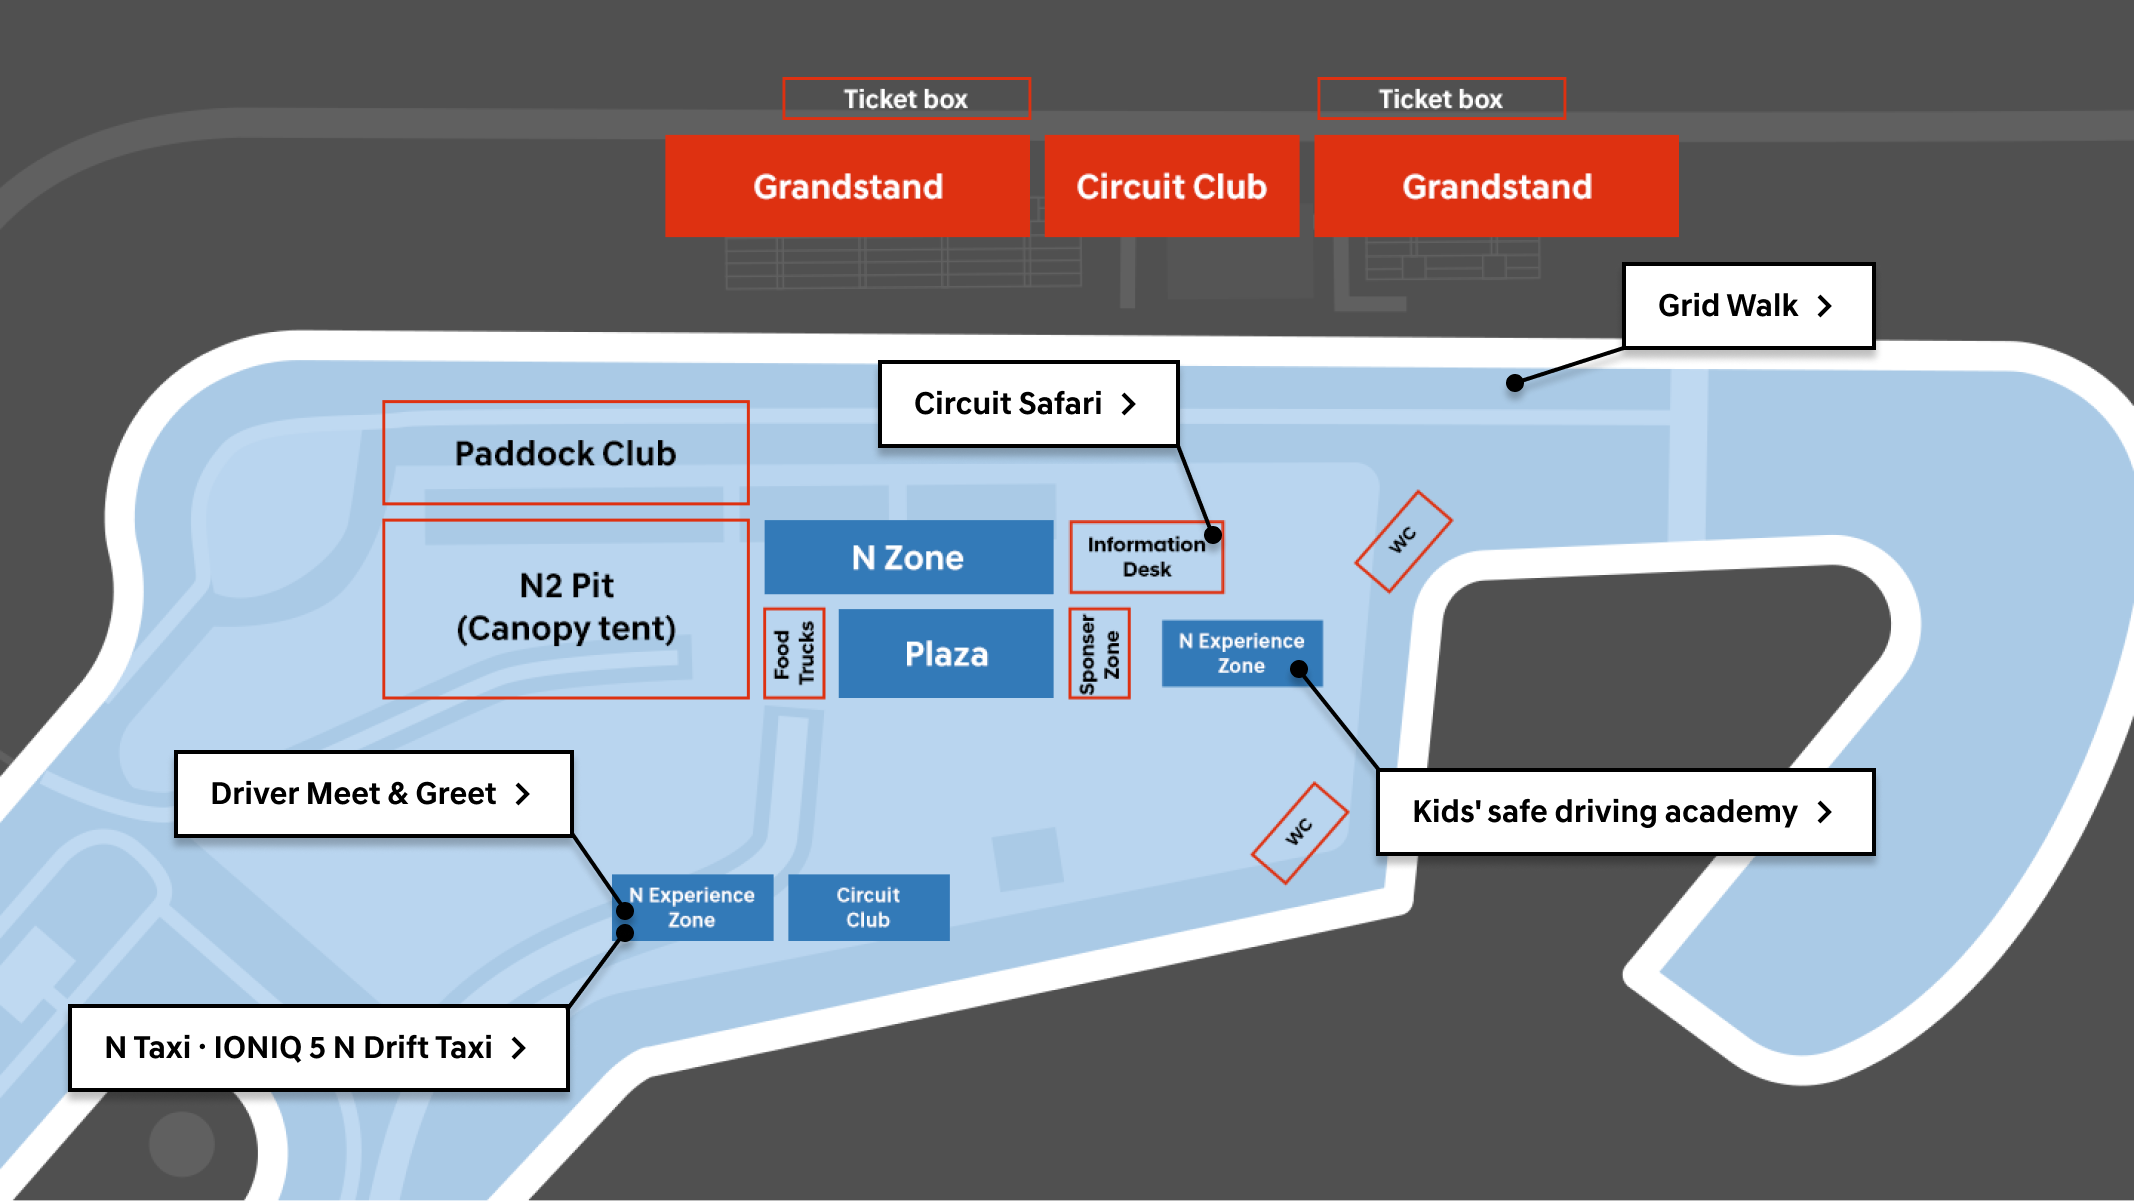 Ticket box
Ticket box
Grandstand
Circuit Club
Grandstand
Grid Walk
Circuit Safari
Paddock Club
N2 Pit
(Canopy tent)
N Zone
Information
Desk
WC
Food
Trucks
Plaza
Sponser
Zone
N Experience
Zone
Driver Meet & Greet
Kids' safe driving academy
WC
N Experience
Zone
Circuit
Club
N Taxi · IONIQ 5 N Drift Taxi